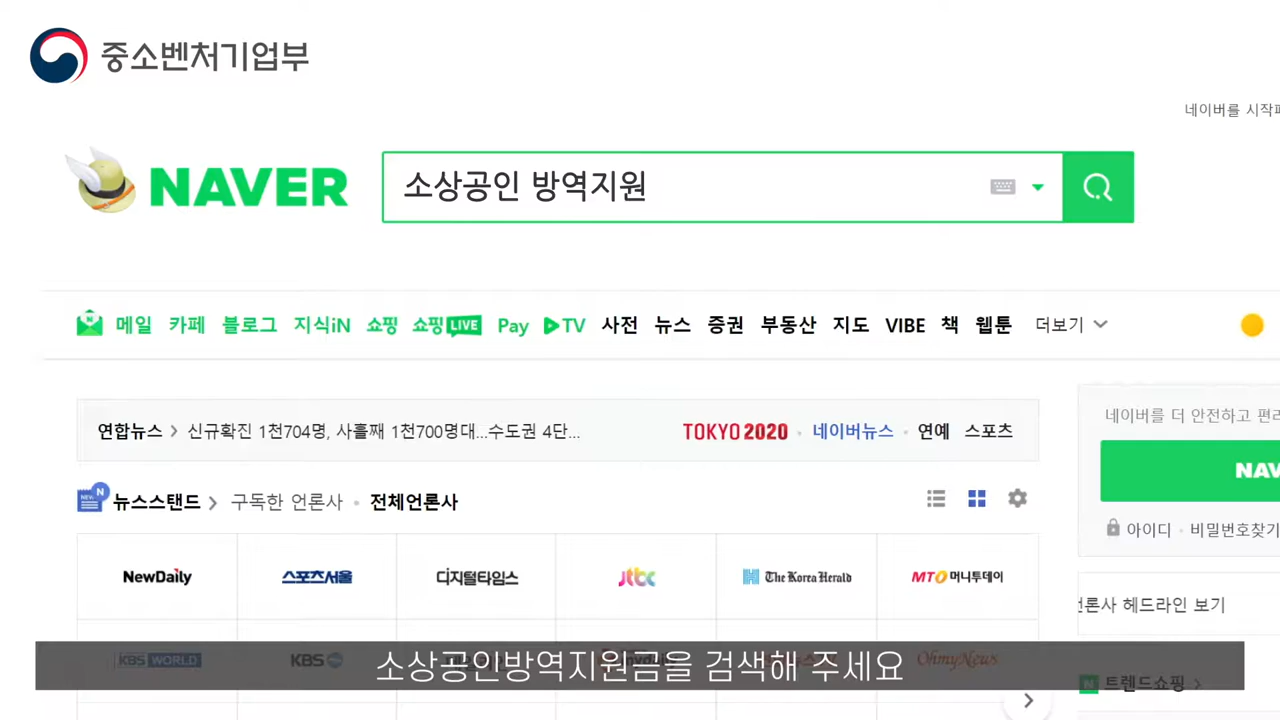 중소벤처기업부
네이버를 시작페
NAVER
소상공인 방역지원
메일 카페 블로그 지식iN 쇼핑 쇼핑LIVE Pay TV 사전 뉴스 증권 부동산 지도 VIBE 책 웹툰 더보기
연합뉴스 > 신규확진 1천704명, 사흘째 1천700명대...수도권 4단... TOKYO 2020 · 네이버뉴스 · 연예 스포츠
네이버를 더 안전하고 편리
NAV
뉴스스탠드 > 구독한 언론사 · 전체언론사
아이디 · 비밀번호찾기
NewDaily 스포츠서울 디지털타임스 jtbc The Korea Herald MTO 머니투데이
언론사 헤드라인 보기
KBS WORLD KBS OhmyNews
소상공인방역지원금을 검색해 주세요
N 트렌드쇼핑 >